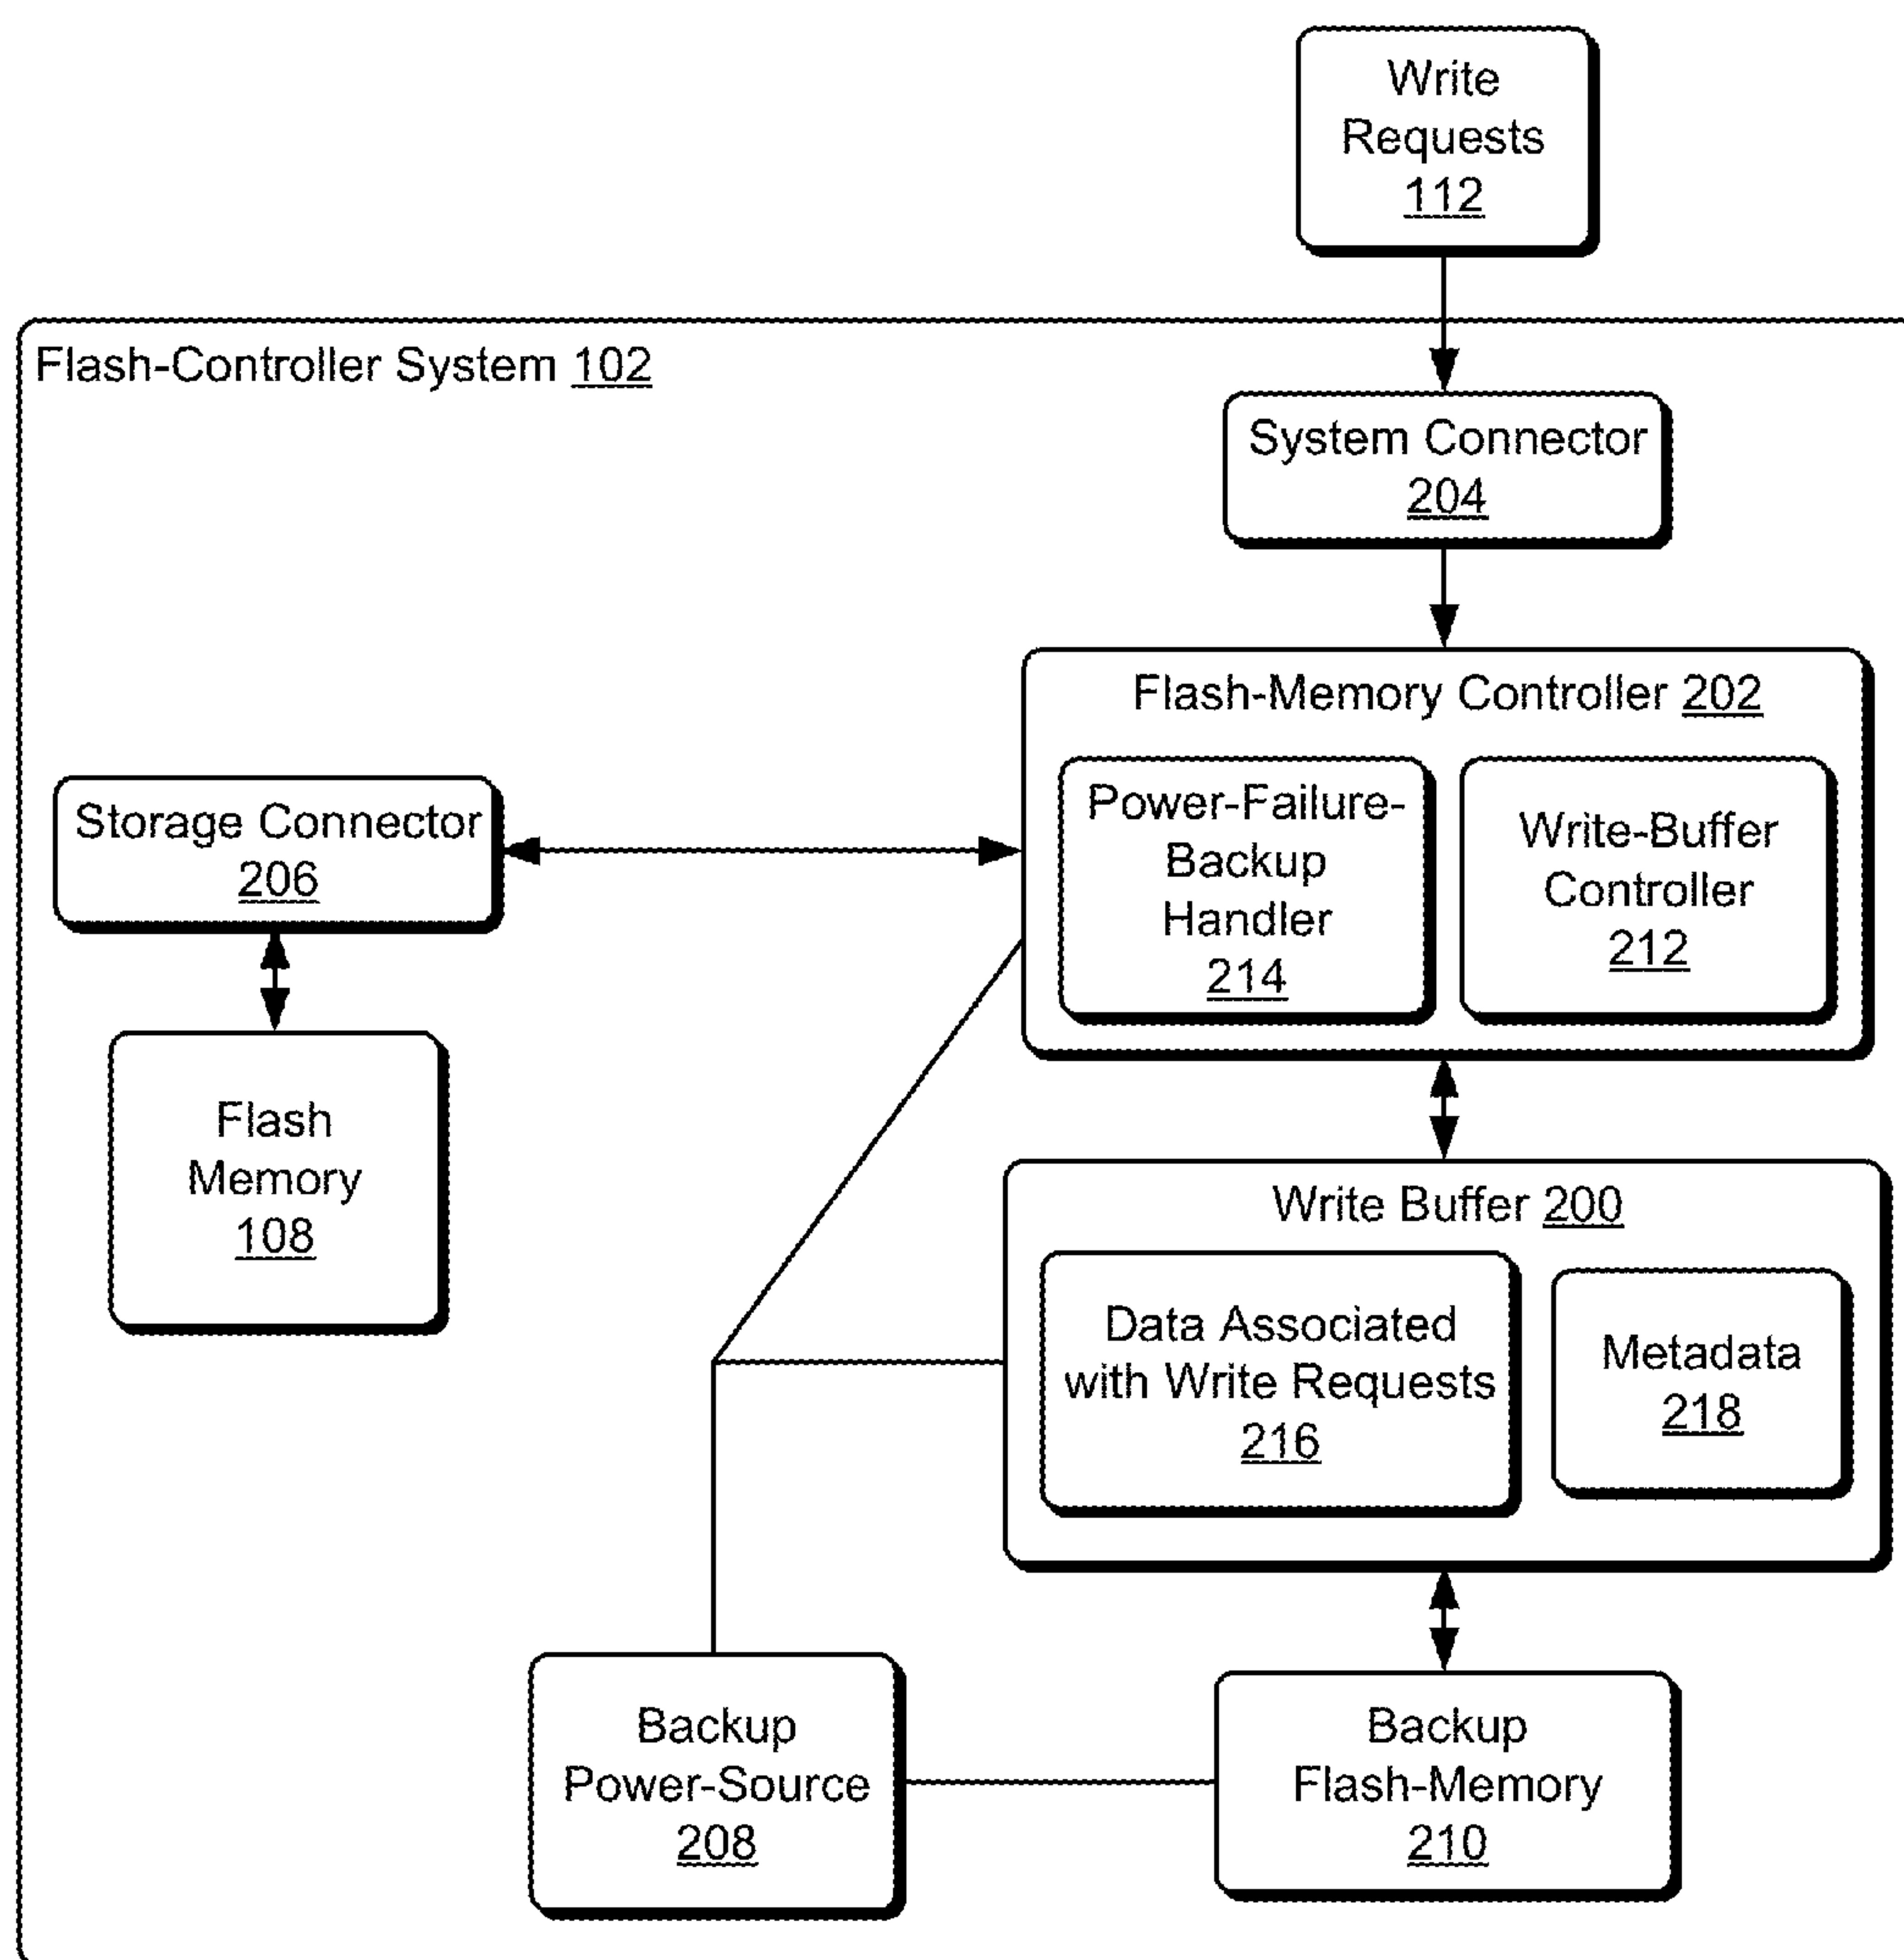 Write
Requests
112
Flash-Controller System 102
System Connector
204
Flash-Memory Controller 202
Power-Failure-
Backup
Handler
214
Write-Buffer
Controller
212
Storage Connector
206
Flash
Memory
108
Write Buffer 200
Data Associated
with Write Requests
216
Metadata
218
Backup
Power-Source
208
Backup
Flash-Memory
210